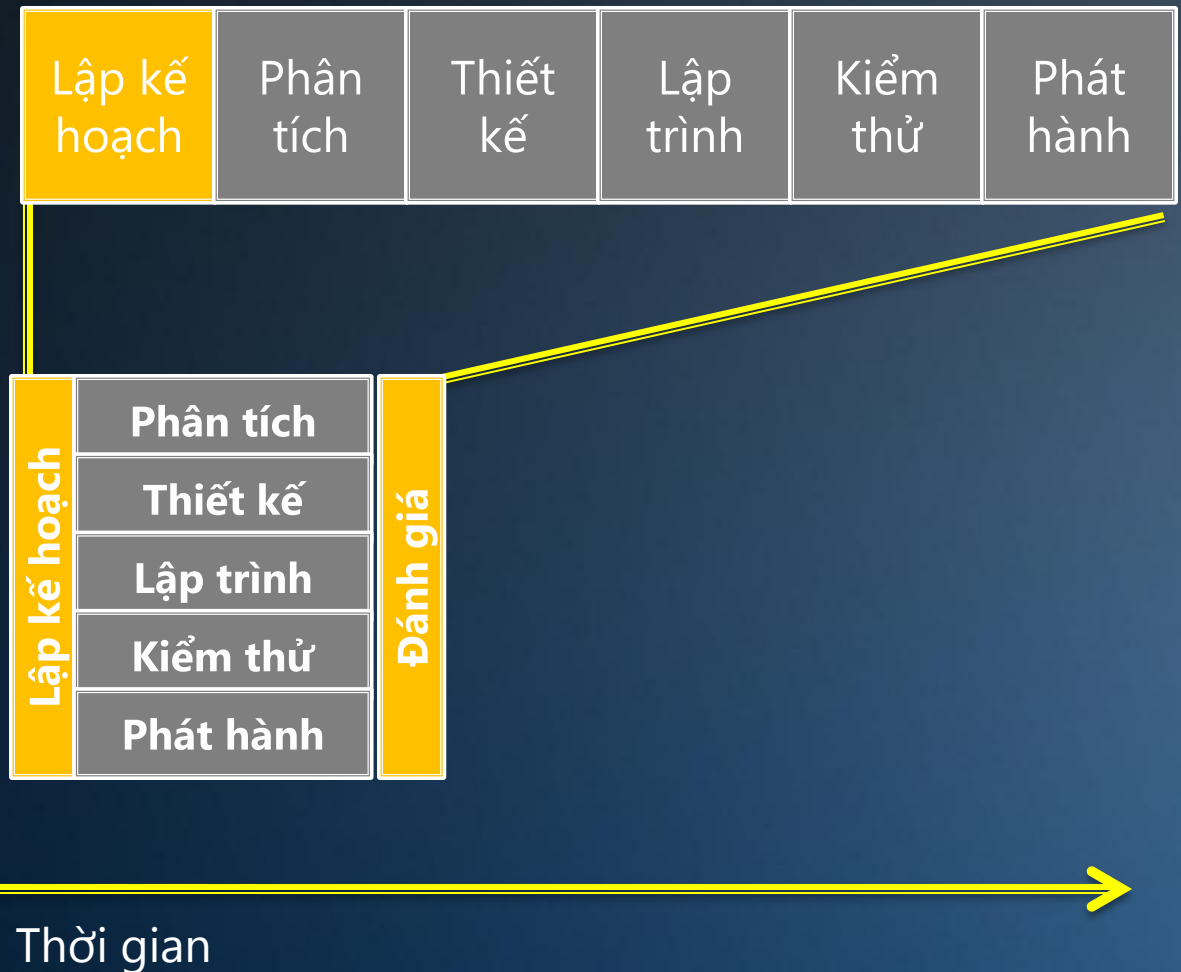 Lập kế
hoạch
Phân
tích
Thiết
kế
Lập
trình
Kiểm
thử
Phát
hành
Lập kế hoạch
Phân tích
Thiết kế
Lập trình
Kiểm thử
Phát hành
Đánh giá
Thời gian